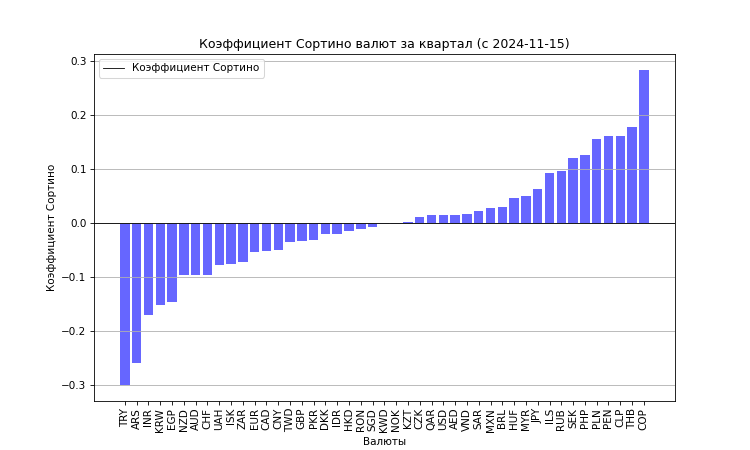 Коэффициент Сортино валют за квартал (с 2024-11-15)
Коэффициент Сортино
Коэффициент Сортино
0.3
0.2
0.1
0.0
−0.1
−0.2
−0.3
TRY
ARS
INR
KRW
EGP
NZD
AUD
CHF
UAH
ISK
ZAR
EUR
CAD
CNY
TWD
GBP
PKR
DKK
IDR
HKD
RON
SGD
KWD
NOK
KZT
CZK
QAR
USD
AED
VND
SAR
MXN
BRL
HUF
MYR
JPY
ILS
RUB
SEK
PHP
PLN
PEN
CLP
THB
COP
Валюты